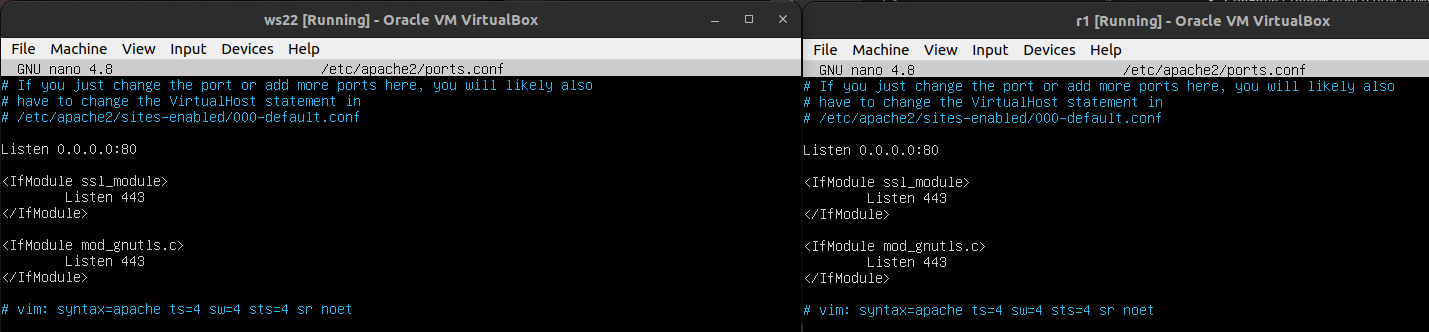 ws22 [Running] - Oracle VM VirtualBox
File Machine View Input Devices Help
GNU nano 4.8 /etc/apache2/ports.conf
# If you just change the port or add more ports here, you will likely also
# have to change the VirtualHost statement in
# /etc/apache2/sites-enabled/000-default.conf
Listen 0.0.0.0:80
<IfModule ssl_module>
Listen 443
</IfModule>
<IfModule mod_gnutls.c>
Listen 443
</IfModule>
# vim: syntax=apache ts=4 sw=4 sts=4 sr noet
r1 [Running] - Oracle VM VirtualBox
File Machine View Input Devices Help
GNU nano 4.8 /etc/apache2/ports.conf
# If you just change the port or add more ports here, you will likely also
# have to change the VirtualHost statement in
# /etc/apache2/sites-enabled/000-default.conf
Listen 0.0.0.0:80
<IfModule ssl_module>
Listen 443
</IfModule>
<IfModule mod_gnutls.c>
Listen 443
</IfModule>
# vim: syntax=apache ts=4 sw=4 sts=4 sr noet